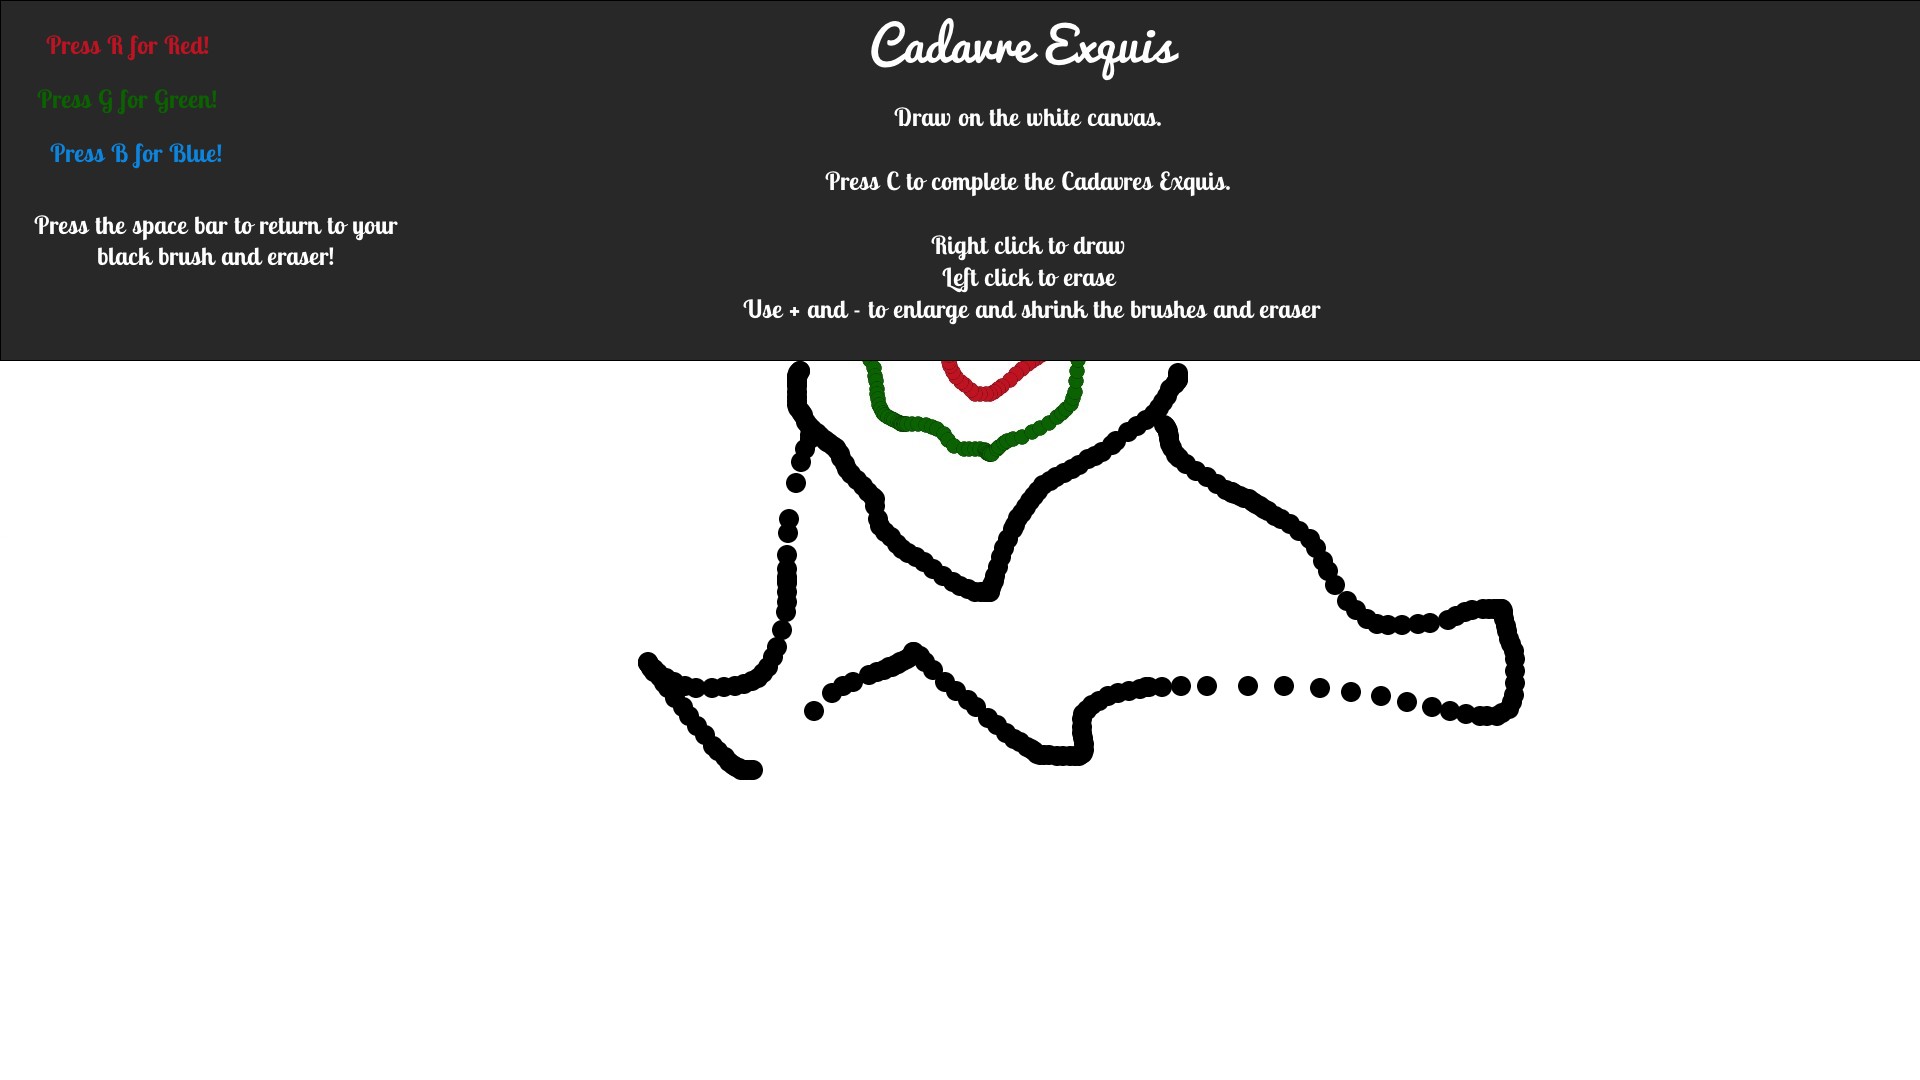 Press R for Red!
Press G for Green!
Press B for Blue!
Press the space bar to return to your
black brush and eraser!
Cadavre Exquis
Draw on the white canvas.
Press C to complete the Cadavres Exquis.
Right click to draw
Left click to erase
Use + and - to enlarge and shrink the brushes and eraser